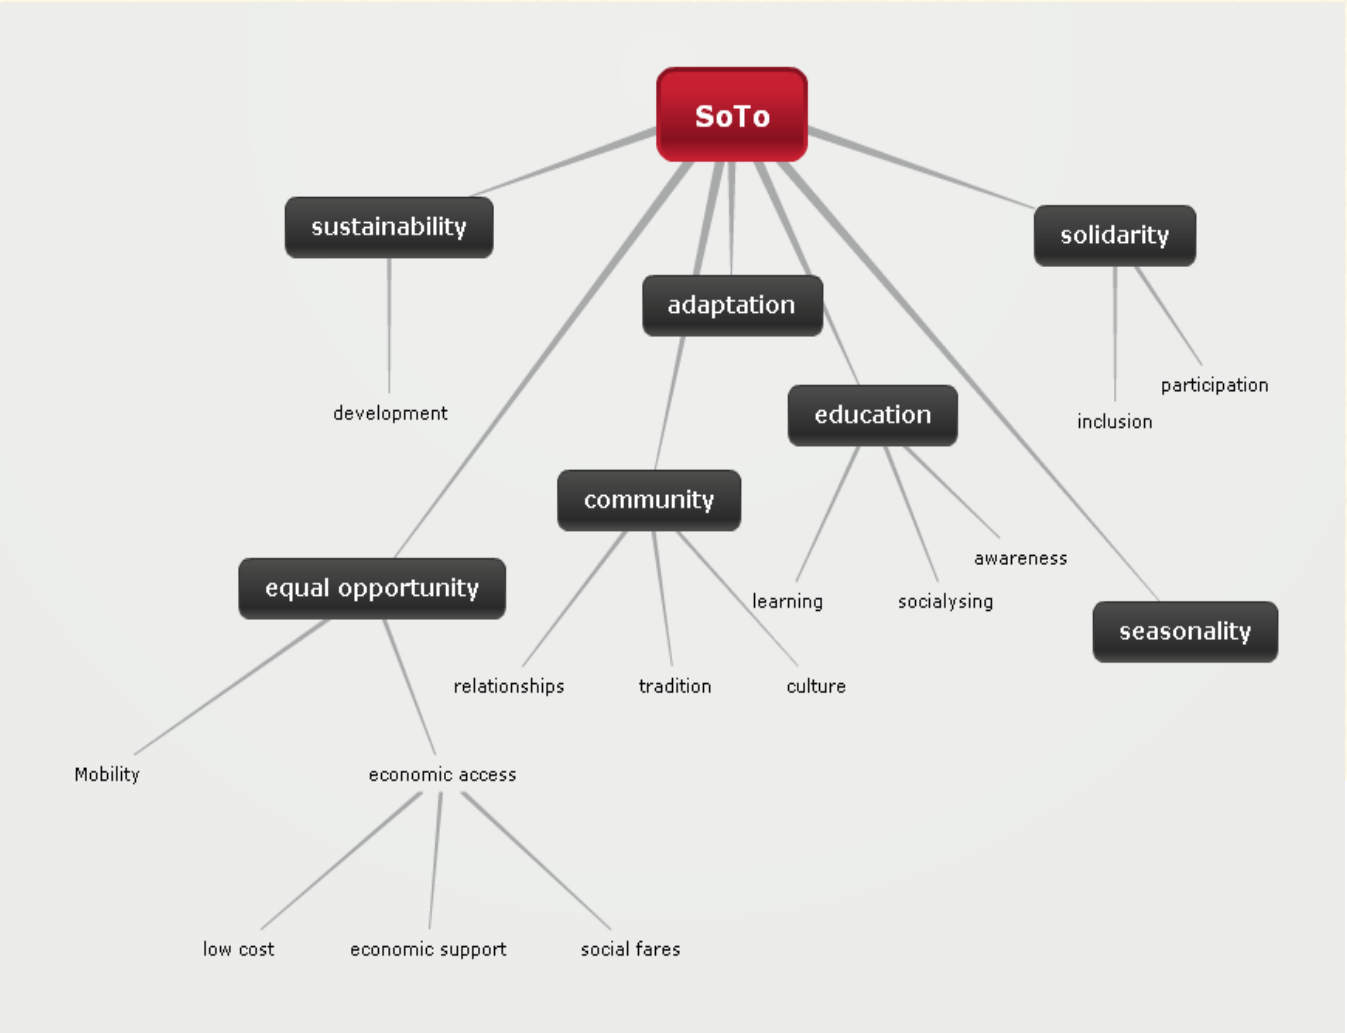 SoTo
sustainability
solidarity
adaptation
participation
development
education
inclusion
community
awareness
equal opportunity
learning
socialysing
seasonality
relationships
tradition
culture
Mobility
economic access
low cost
economic support
social fares